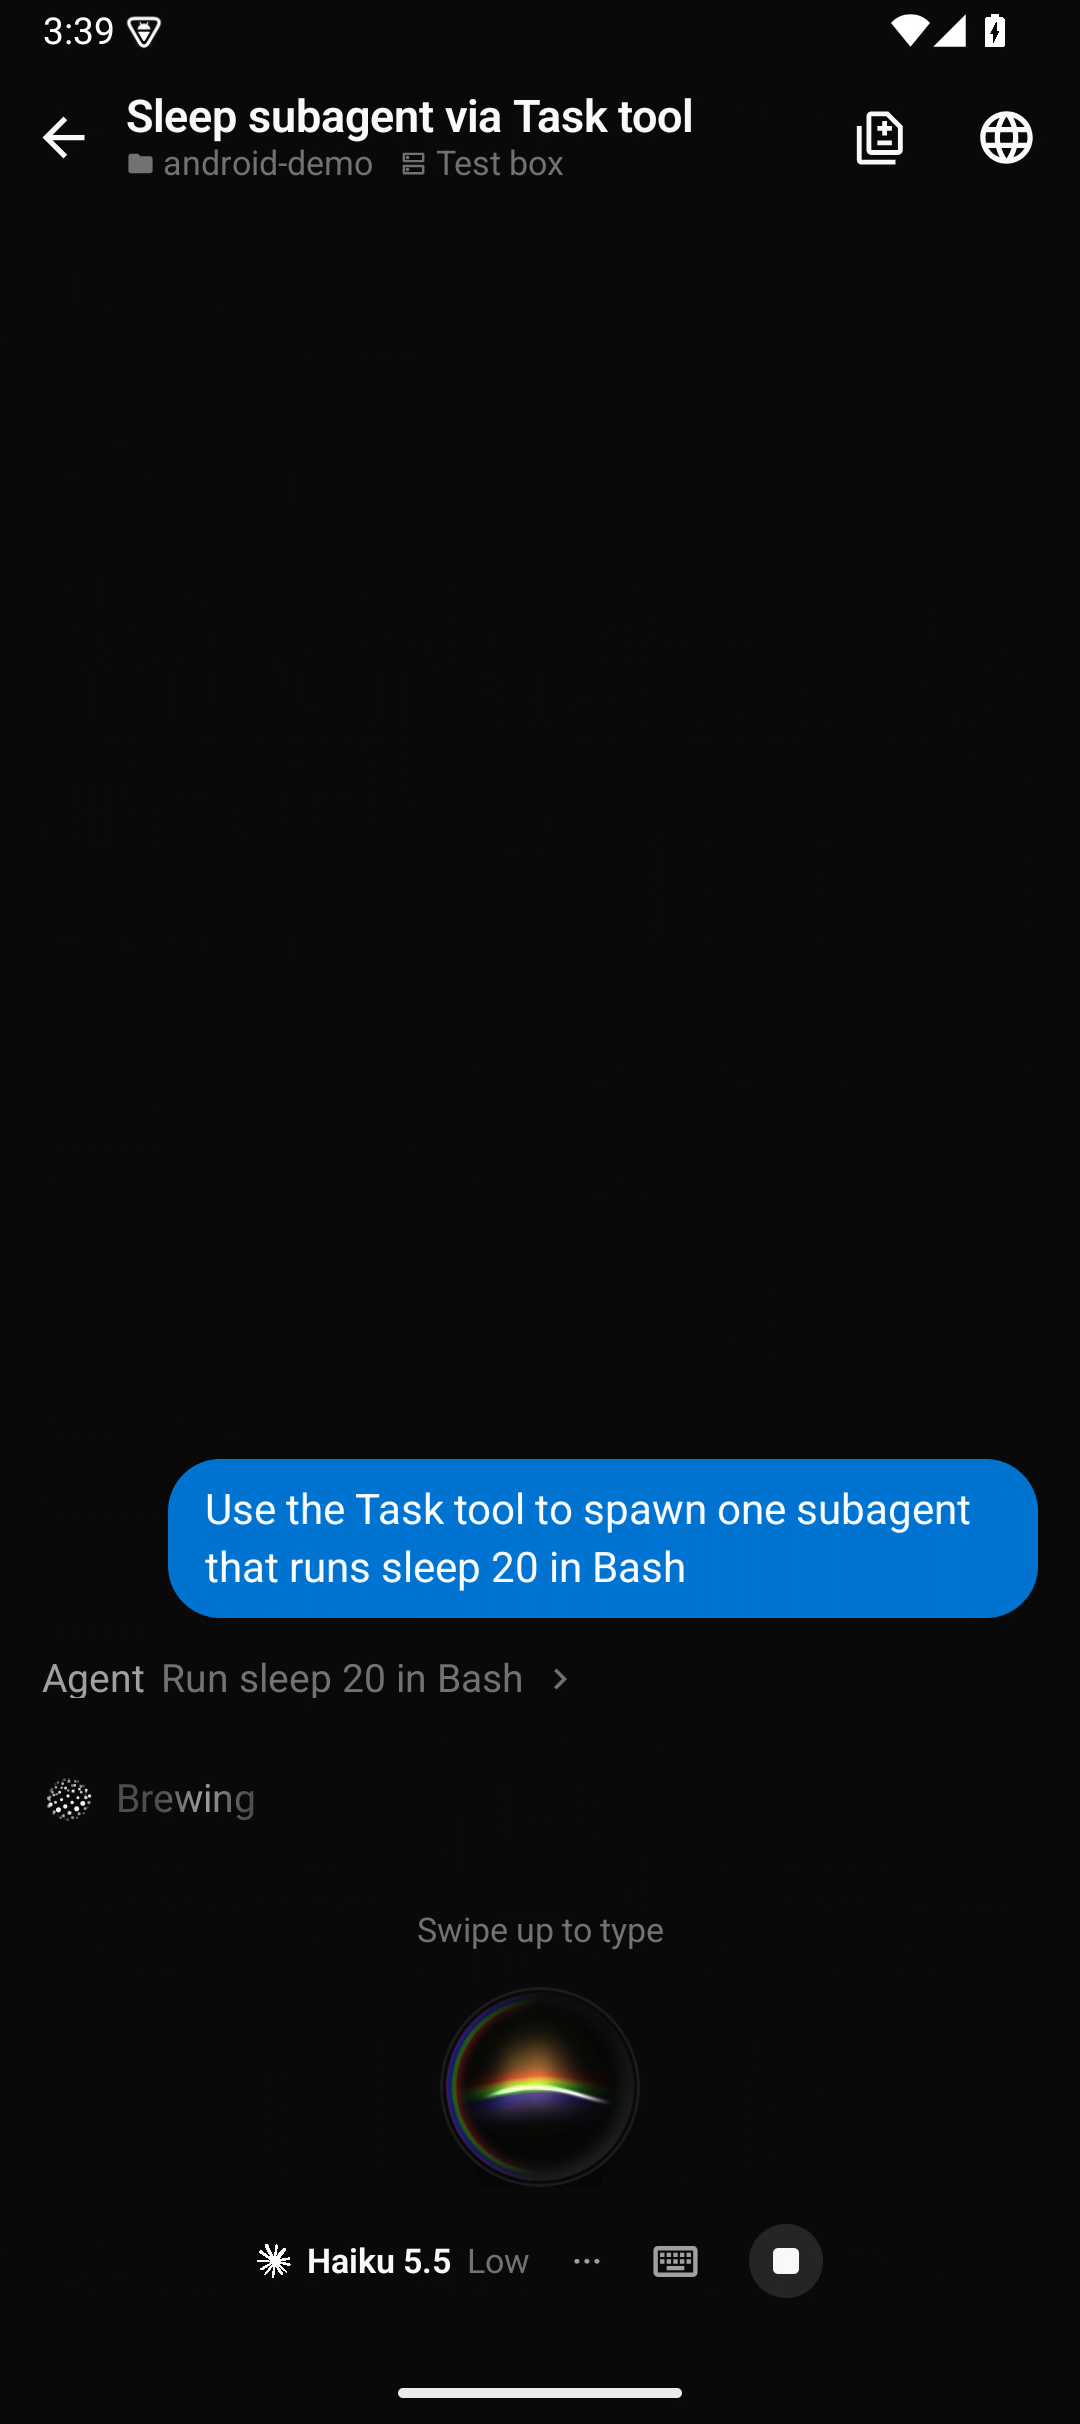 3:39
Sleep subagent via Task tool
android-demo Test box
Use the Task tool to spawn one subagent
that runs sleep 20 in Bash
Agent Run sleep 20 in Bash
Brewing
Swipe up to type
Haiku 5.5 Low